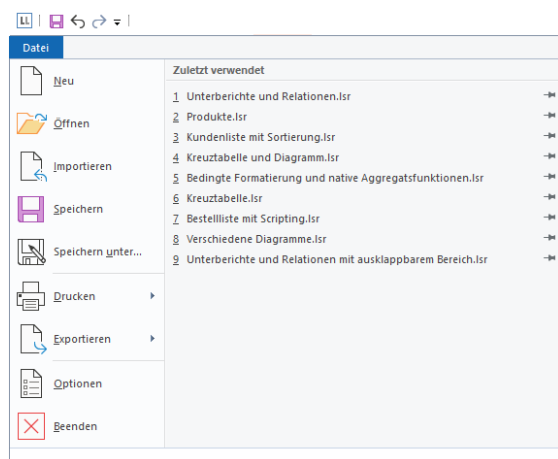 LL
Datei
Neu
Öffnen
Importieren
Speichern
Speichern unter...
Drucken
Exportieren
Optionen
Beenden
Zuletzt verwendet
1 Unterberichte und Relationen.lsr
2 Produkte.lsr
3 Kundenliste mit Sortierung.lsr
4 Kreuztabelle und Diagramm.lsr
5 Bedingte Formatierung und native Aggregatsfunktionen.lsr
6 Kreuztabelle.lsr
7 Bestellliste mit Scripting.lsr
8 Verschiedene Diagramme.lsr
9 Unterberichte und Relationen mit ausklappbarem Bereich.lsr